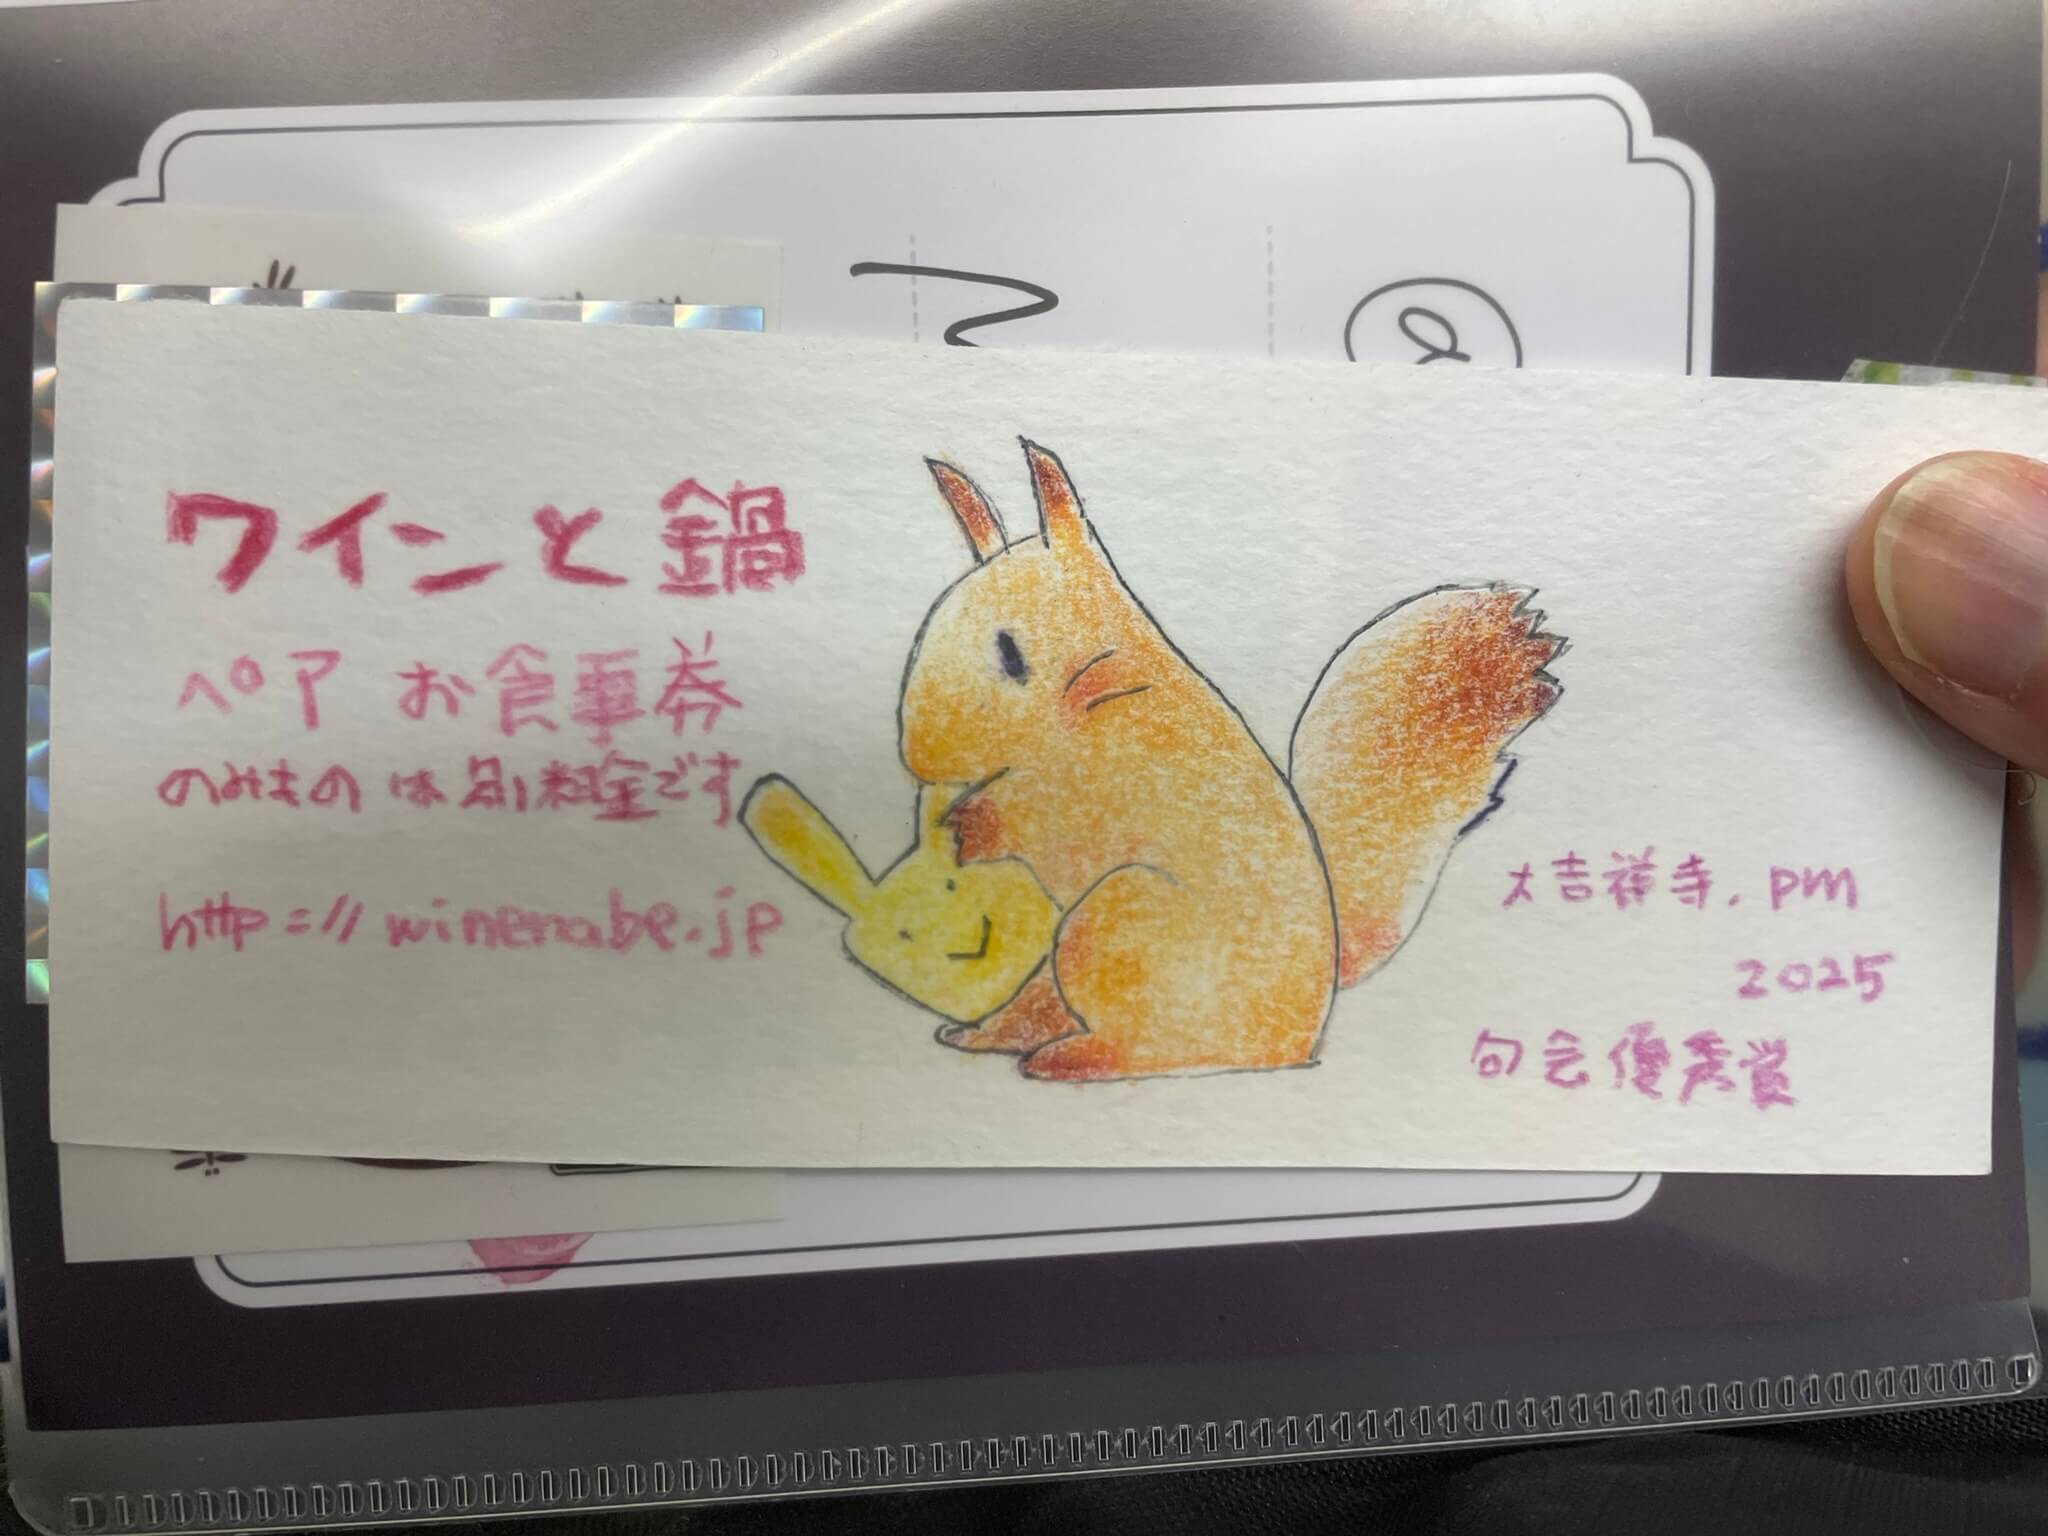 ワインと鍋
ペア お食事券
のみものは別料金です
http://winenabe.jp
大吉祥寺.pm
2025
句会優秀賞